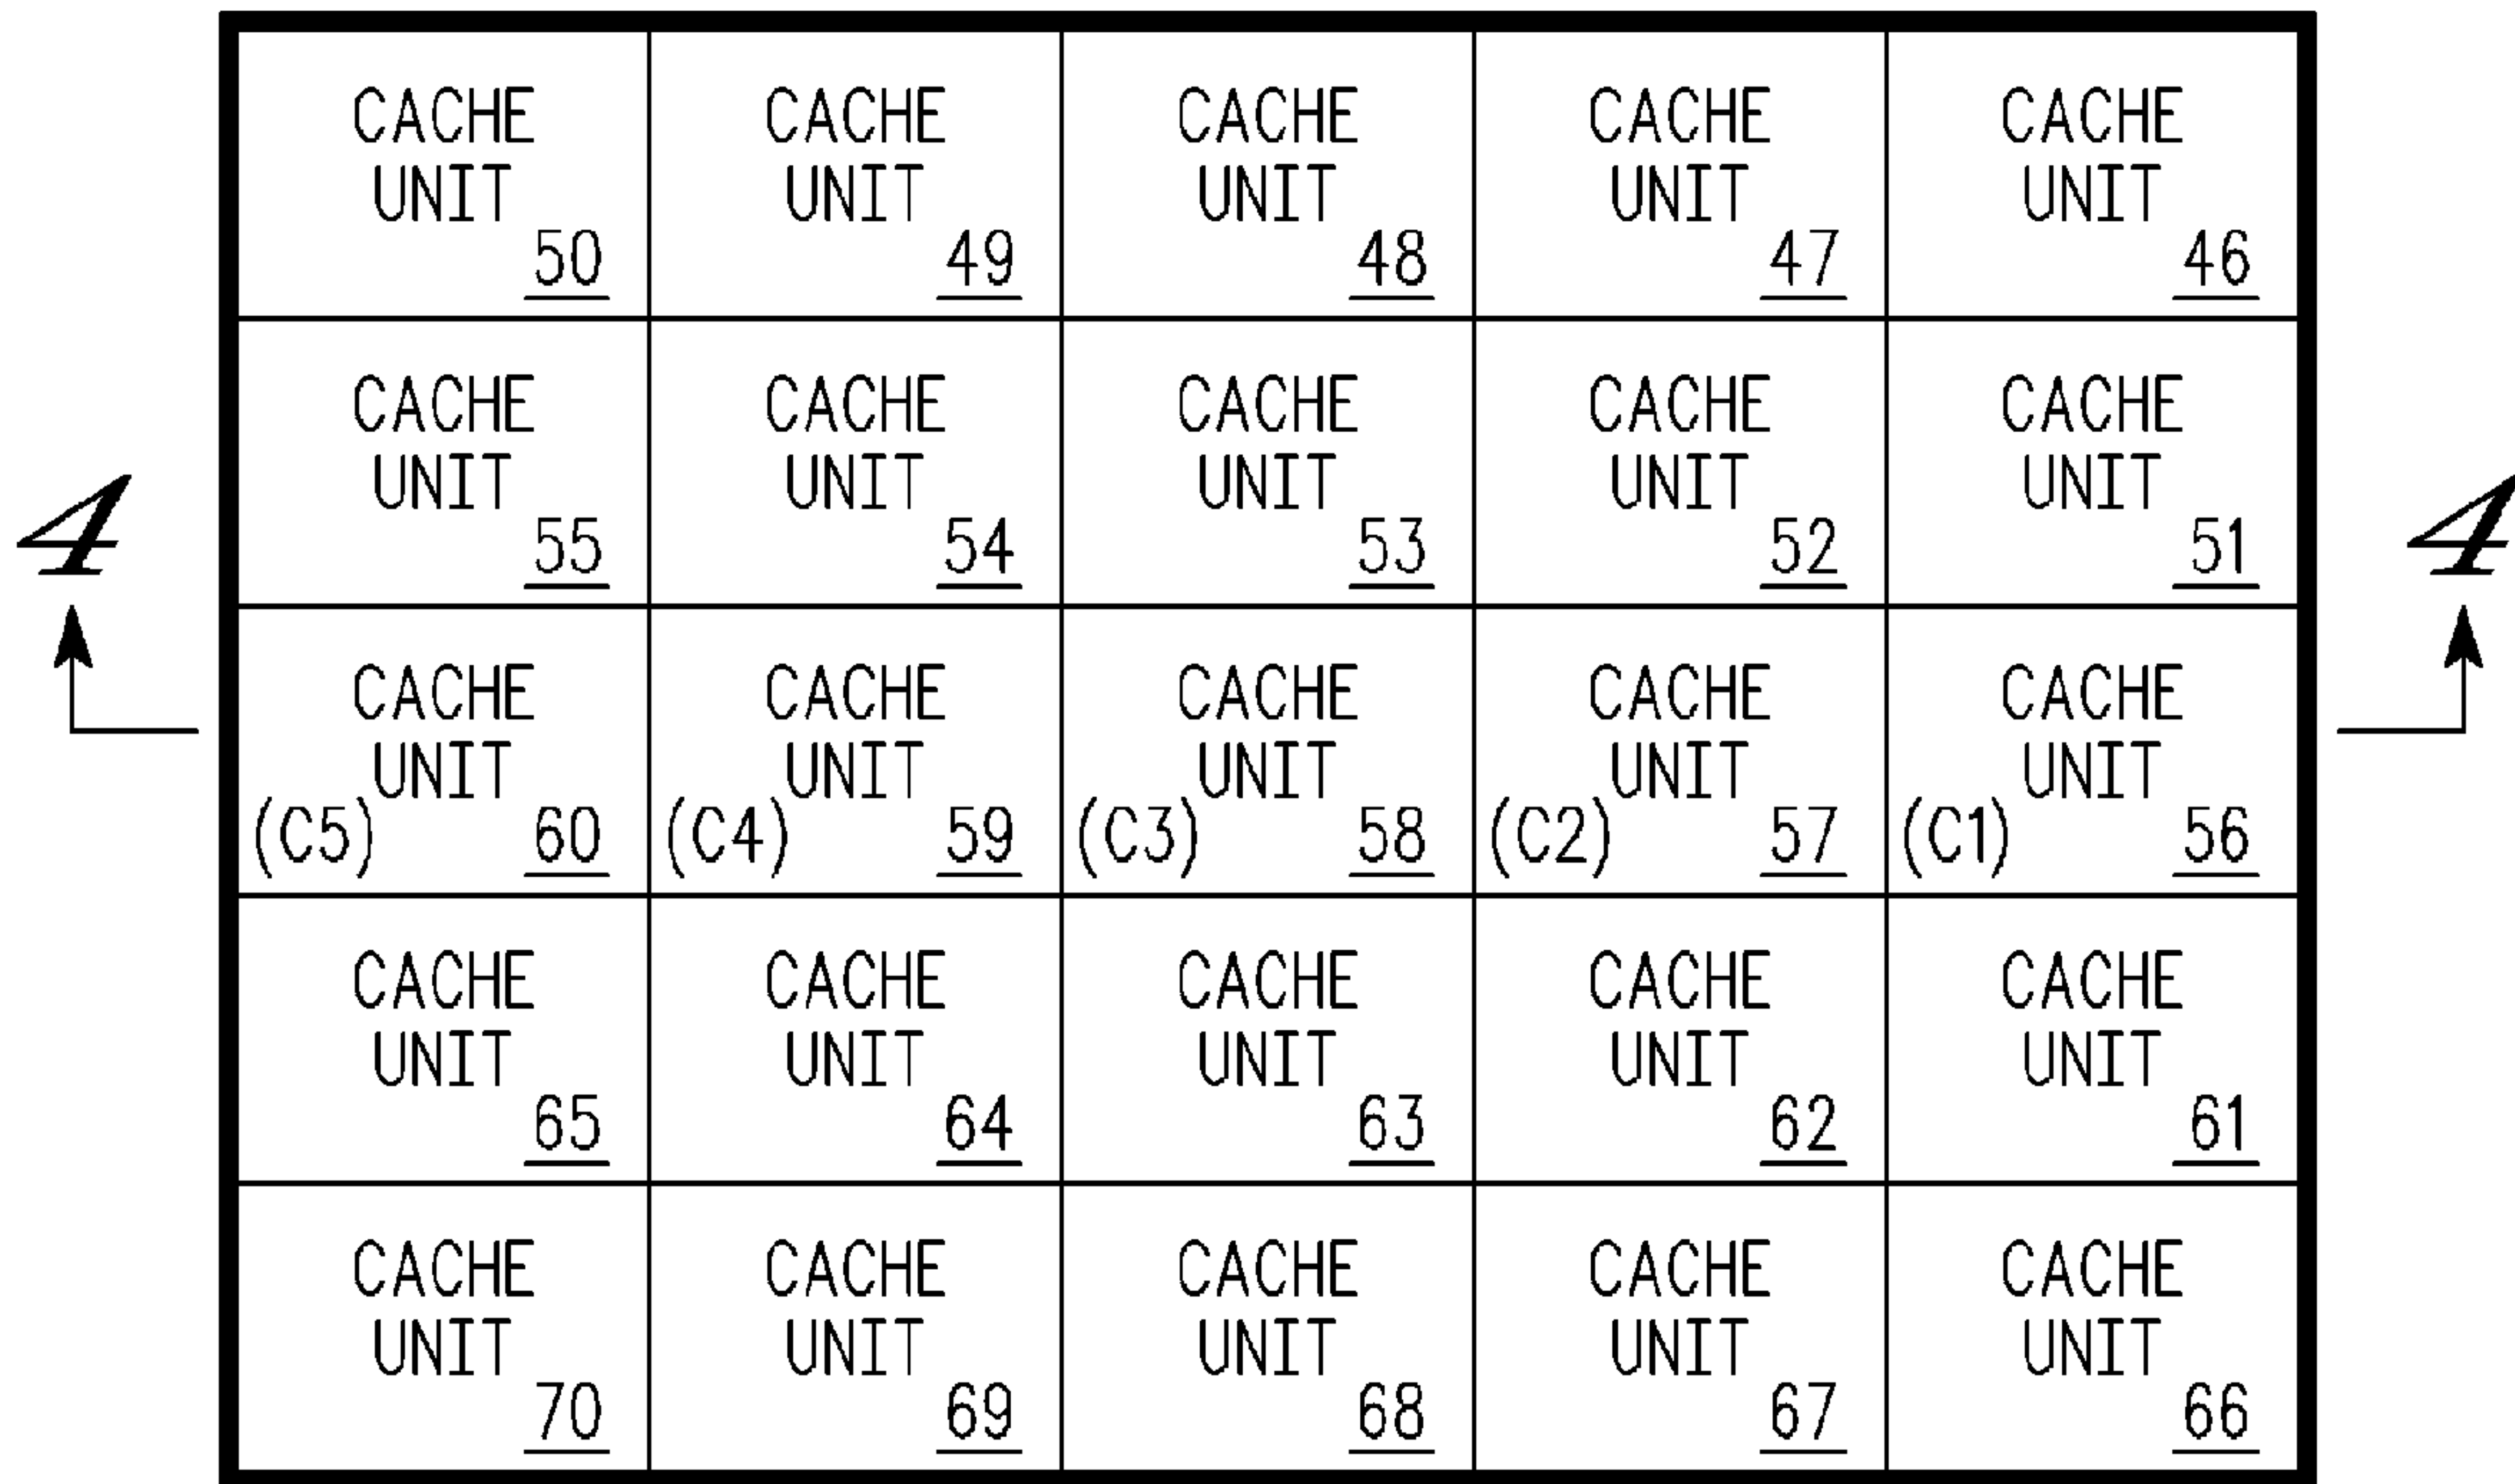 CACHE CACHE CACHE CACHE CACHE
UNIT UNIT UNIT UNIT UNIT
50 49 48 47 46
CACHE CACHE CACHE CACHE CACHE
UNIT UNIT UNIT UNIT UNIT
4 55 54 53 52 51 4
CACHE CACHE CACHE CACHE CACHE
UNIT UNIT UNIT UNIT UNIT
(C5) 60 (C4) 59 (C3) 58 (C2) 57 (C1) 56
CACHE CACHE CACHE CACHE CACHE
UNIT UNIT UNIT UNIT UNIT
65 64 63 62 61
CACHE CACHE CACHE CACHE CACHE
UNIT UNIT UNIT UNIT UNIT
70 69 68 67 66